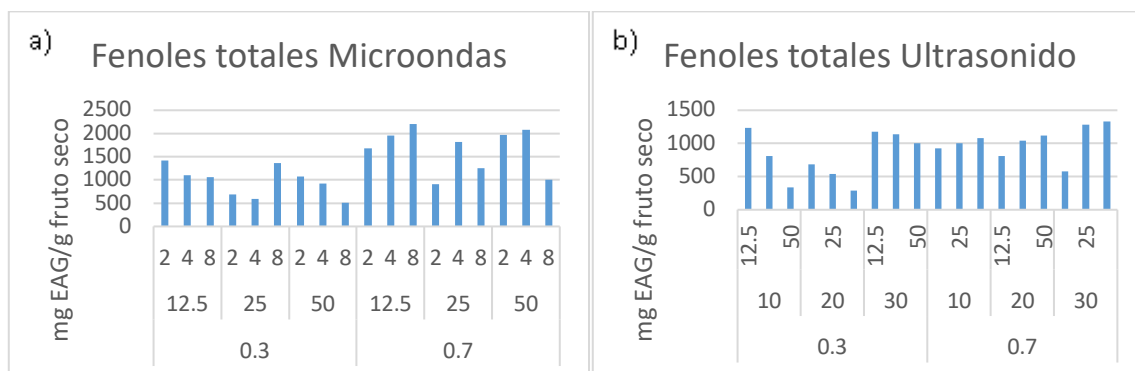 a)
Fenoles totales Microondas
mg EAG/g fruto seco
2500
2000
1500
1000
500
0
2 4 8 2 4 8 2 4 8 2 4 8 2 4 8 2 4 8
12.5 25 50 12.5 25 50
0.3 0.7
b)
Fenoles totales Ultrasonido
mg EAG/g fruto seco
1500
1000
500
0
12.5 50 25 12.5 50 25 12.5 50 25
10 20 30 10 20 30
0.3 0.7